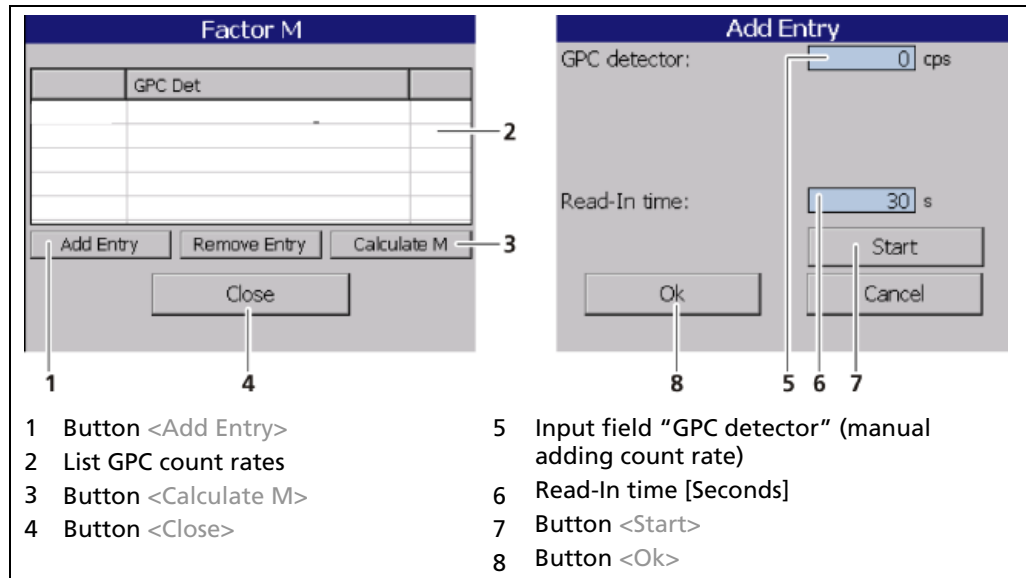 Factor M
GPC Det
2
Add Entry
Remove Entry
Calculate M
3
Close
1
4
Add Entry
GPC detector:
0 cps
Read-In time:
30 s
Start
Ok
Cancel
8
5
6
7
1 Button <Add Entry>
2 List GPC count rates
3 Button <Calculate M>
4 Button <Close>
5 Input field “GPC detector” (manual
adding count rate)
6 Read-In time [Seconds]
7 Button <Start>
8 Button <Ok>